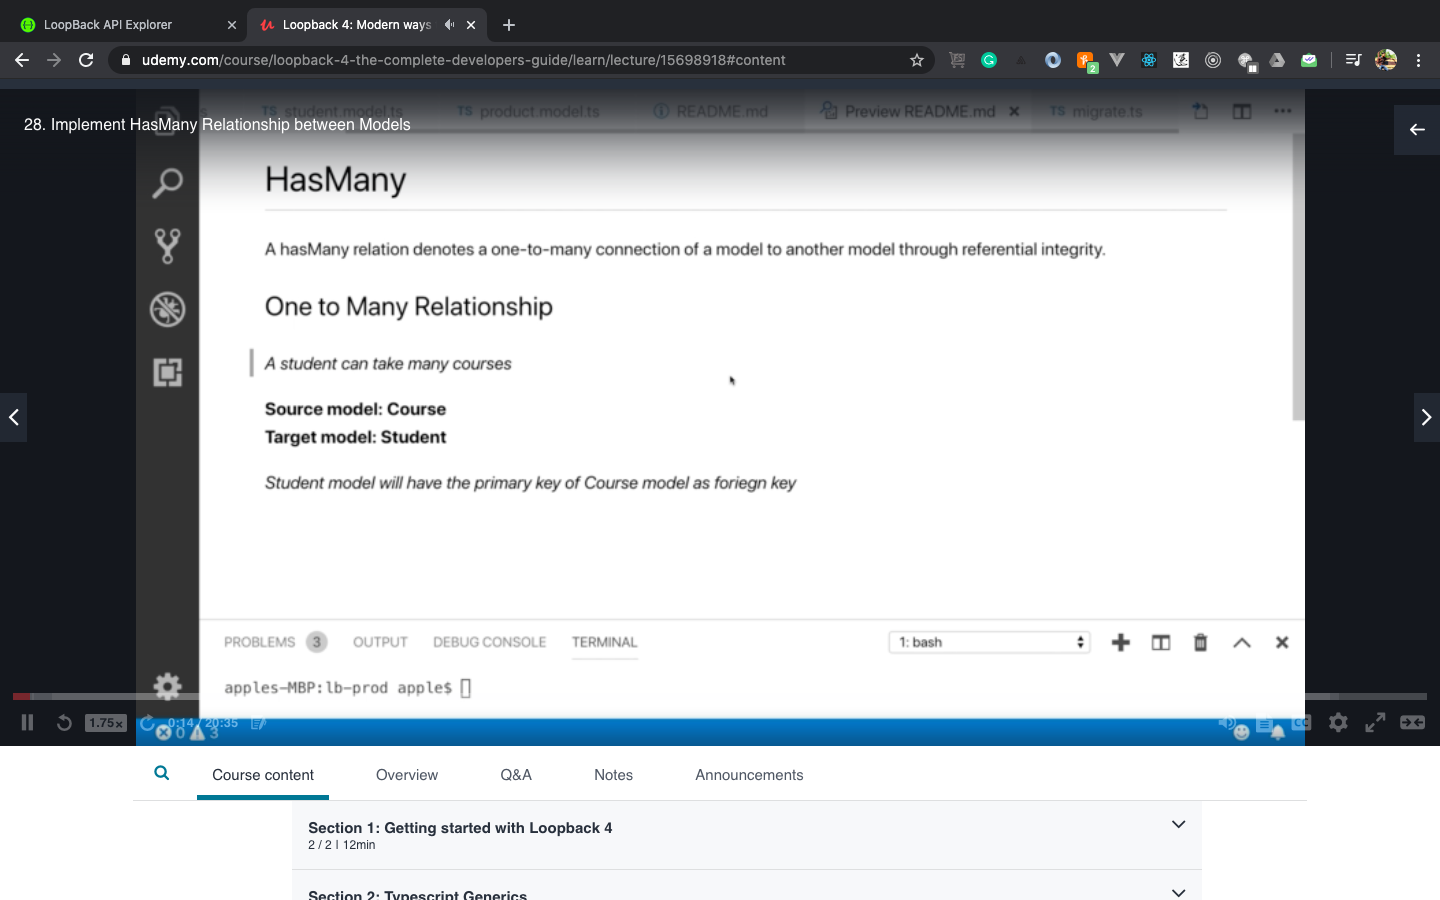 LoopBack API Explorer
Loopback 4: Modern ways
udemy.com/course/loopback-4-the-complete-developers-guide/learn/lecture/15698918#content
2
TS student.model.ts
TS product.model.ts
README.md
Preview README.md
TS migrate.ts
28. Implement HasMany Relationship between Models
HasMany
A hasMany relation denotes a one-to-many connection of a model to another model through referential integrity.
One to Many Relationship
A student can take many courses
Source model: Course
Target model: Student
Student model will have the primary key of Course model as foriegn key
PROBLEMS 3 OUTPUT DEBUG CONSOLE TERMINAL
1: bash
apples-MBP:lb-prod apple$
1.75x
0:14 / 20:35
CC
0 3
Course content Overview Q&A Notes Announcements
Section 1: Getting started with Loopback 4
2 / 2 | 12min
Section 2: Typescript Generics